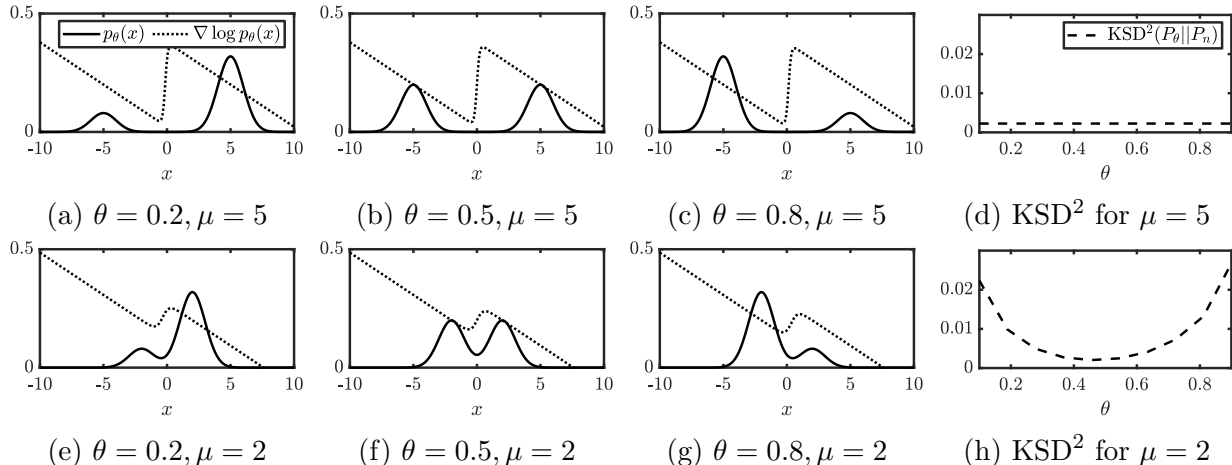 0.5
p_θ(x) ∇ log p_θ(x)
0
-10 -5 0 5 10
x
(a) θ = 0.2, μ = 5
0.5
0
-10 -5 0 5 10
x
(b) θ = 0.5, μ = 5
0.5
0
-10 -5 0 5 10
x
(c) θ = 0.8, μ = 5
KSD²(P_θ||P_n)
0.02
0.01
0
0.2 0.4 0.6 0.8
θ
(d) KSD² for μ = 5
0.5
0
-10 -5 0 5 10
x
(e) θ = 0.2, μ = 2
0.5
0
-10 -5 0 5 10
x
(f) θ = 0.5, μ = 2
0.5
0
-10 -5 0 5 10
x
(g) θ = 0.8, μ = 2
0.02
0.01
0
0.2 0.4 0.6 0.8
θ
(h) KSD² for μ = 2